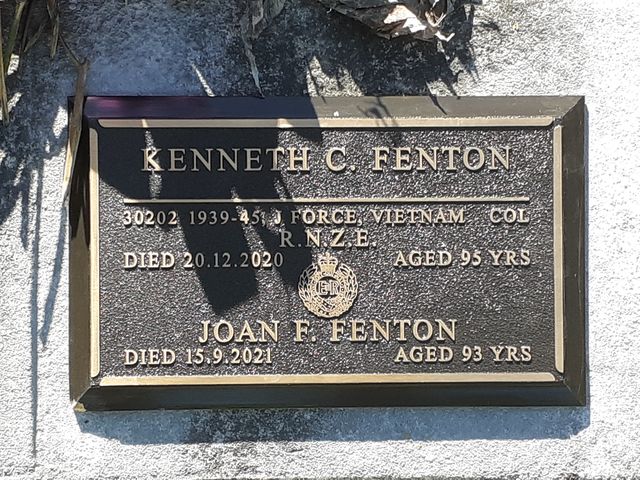 KENNETH C. FENTON
30202 1939-45; J FORCE, VIETNAM COL
R.N.Z.E.
DIED 20.12.2020 AGED 95 YRS
EIIR
JOAN F. FENTON
DIED 15.9.2021 AGED 93 YRS